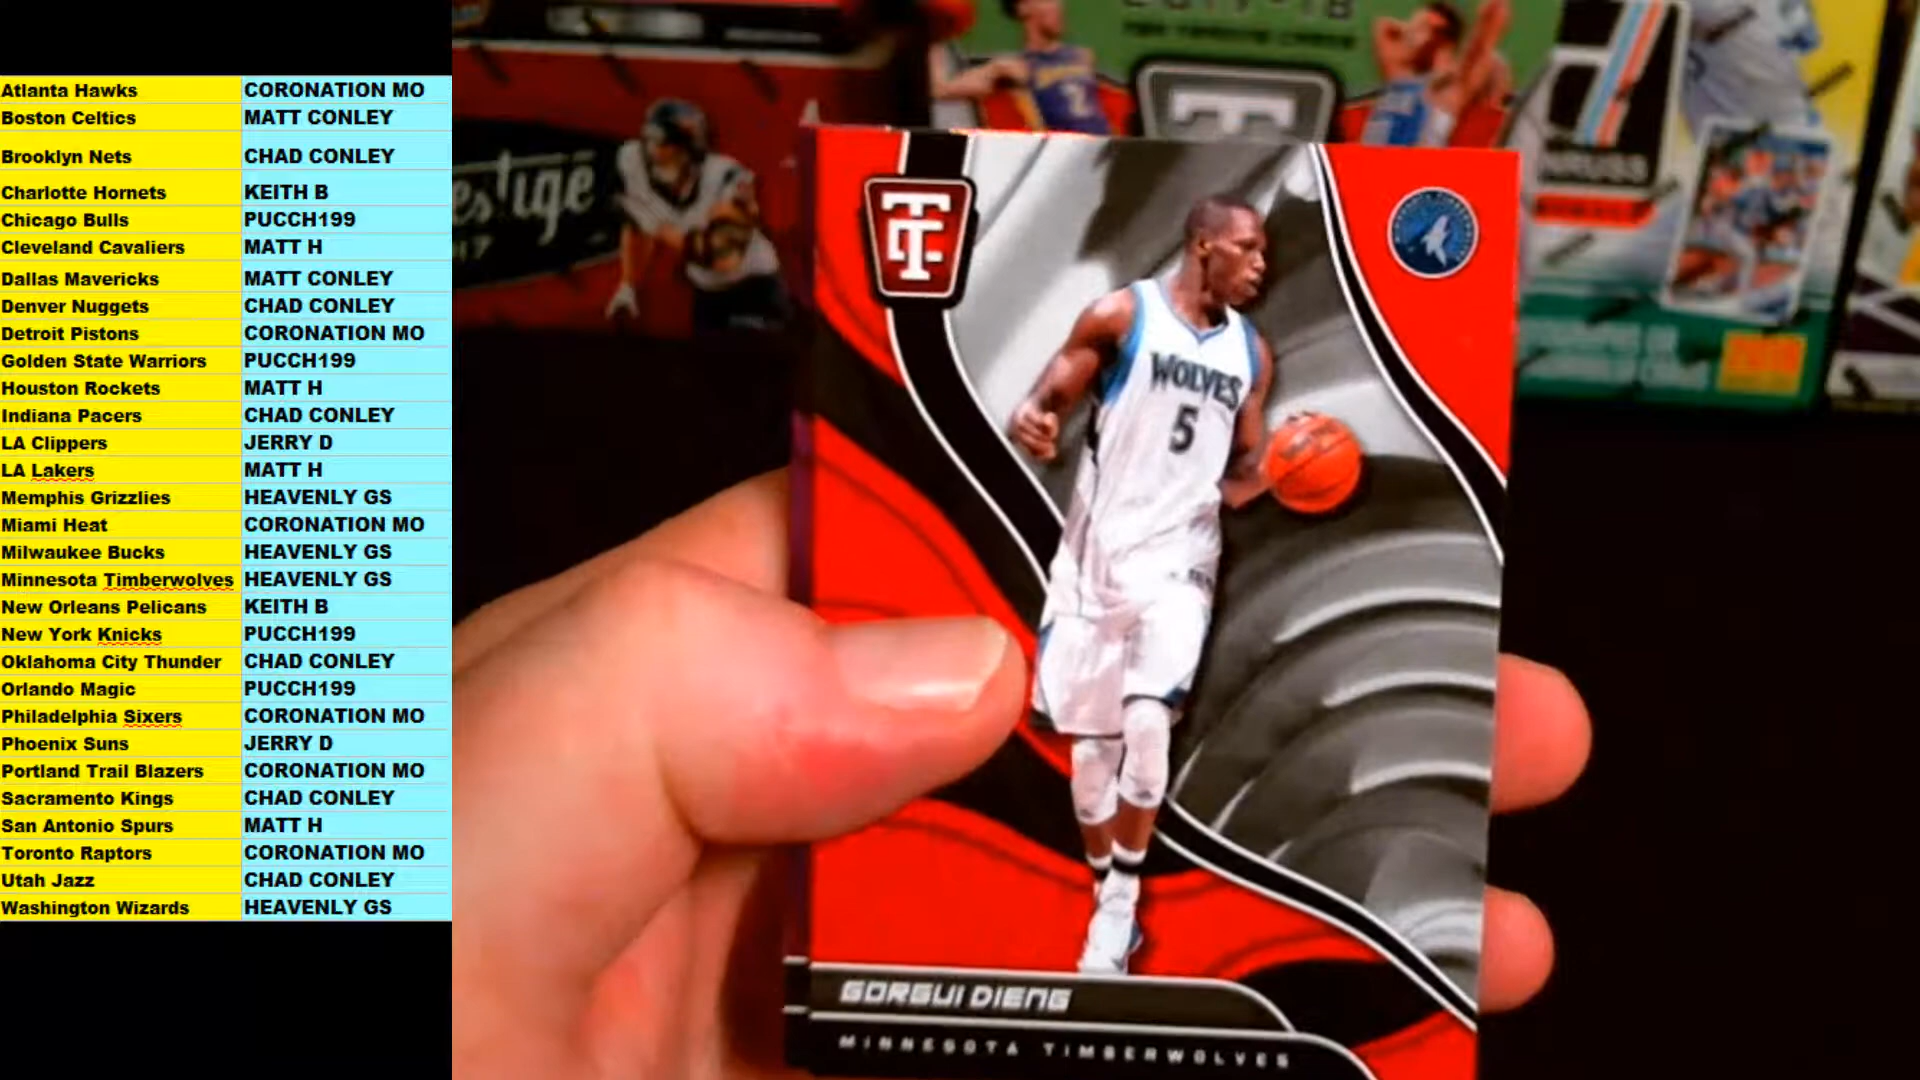 Atlanta Hawks CORONATION MO
Boston Celtics MATT CONLEY
Brooklyn Nets CHAD CONLEY
Charlotte Hornets KEITH B
Chicago Bulls PUCCH199
Cleveland Cavaliers MATT H
Dallas Mavericks MATT CONLEY
Denver Nuggets CHAD CONLEY
Detroit Pistons CORONATION MO
Golden State Warriors PUCCH199
Houston Rockets MATT H
Indiana Pacers CHAD CONLEY
LA Clippers JERRY D
LA Lakers MATT H
Memphis Grizzlies HEAVENLY GS
Miami Heat CORONATION MO
Milwaukee Bucks HEAVENLY GS
Minnesota Timberwolves HEAVENLY GS
New Orleans Pelicans KEITH B
New York Knicks PUCCH199
Oklahoma City Thunder CHAD CONLEY
Orlando Magic PUCCH199
Philadelphia Sixers CORONATION MO
Phoenix Suns JERRY D
Portland Trail Blazers CORONATION MO
Sacramento Kings CHAD CONLEY
San Antonio Spurs MATT H
Toronto Raptors CORONATION MO
Utah Jazz CHAD CONLEY
Washington Wizards HEAVENLY GS
WOLVES
5
GORGUI DIENG
MINNESOTA TIMBERWOLVES